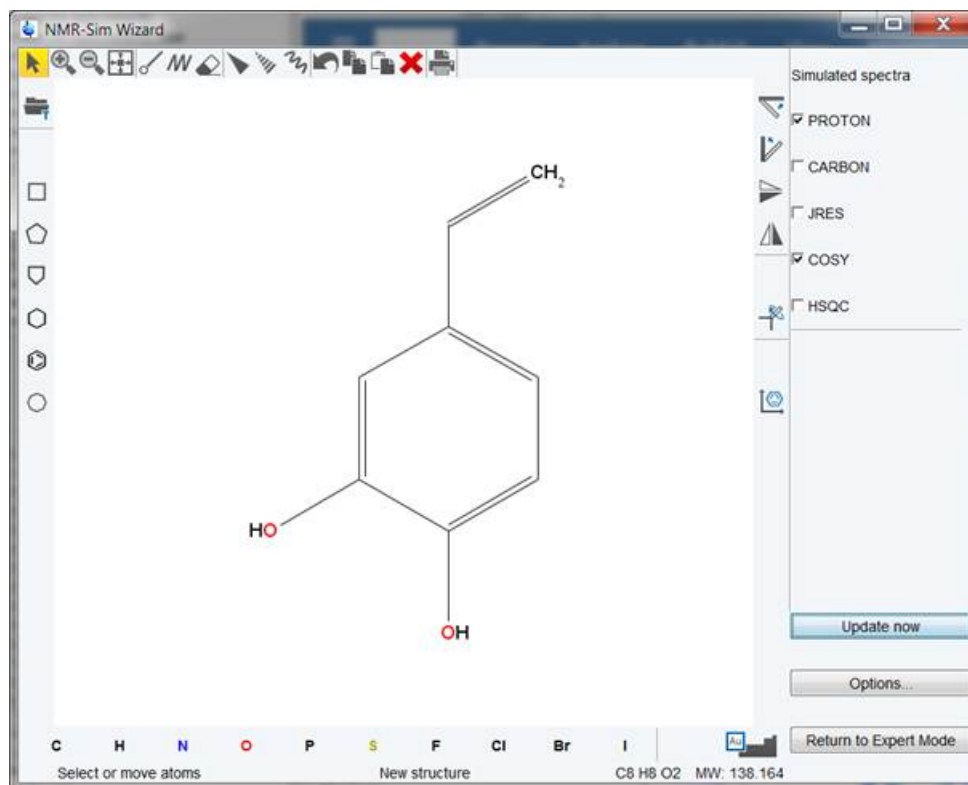 NMR-Sim Wizard
Simulated spectra
PROTON
CARBON
JRES
COSY
HSQC
CH2
HO
OH
Update now
Options...
Return to Expert Mode
C H N O P S F Cl Br I Au
Select or move atoms New structure C8 H8 O2 MW: 138.164